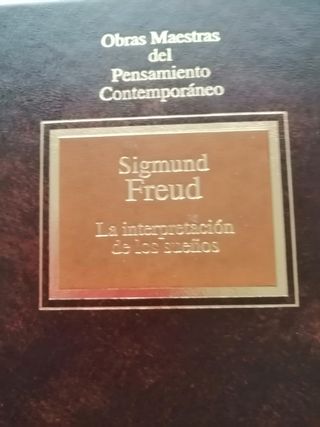 Obras Maestras
del
Pensamiento
Contemporáneo
Sigmund
Freud
La interpretación
de los sueños